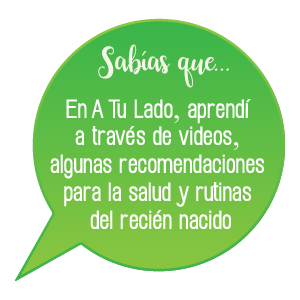 Sabías que...
En A Tu Lado, aprendí
a través de videos,
algunas recomendaciones
para la salud y rutinas
del recién nacido